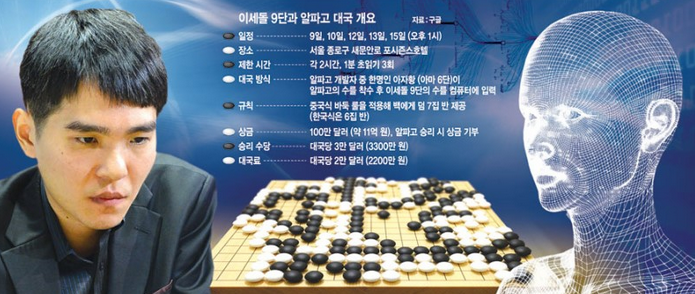 이세돌 9단과 알파고 대국 개요 자료:구글
일정 9일, 10일, 12일, 13일, 15일 (오후 1시)
장소 서울 종로구 새문안로 포시즌스호텔
제한 시간 각 2시간, 1분 초읽기 3회
대국 방식 알파고 개발자 중 한명인 아자황 (아마 6단)이
알파고의 수를 착수 후 이세돌 9단의 수를 컴퓨터에 입력
규칙 중국식 바둑 룰을 적용해 백에게 덤 7집 반 제공
(한국식은 6집 반)
상금 100만 달러 (약 11억 원), 알파고 승리 시 상금 기부
승리 수당 대국당 3만 달러 (3300만 원)
대국료 대국당 2만 달러 (2200만 원)